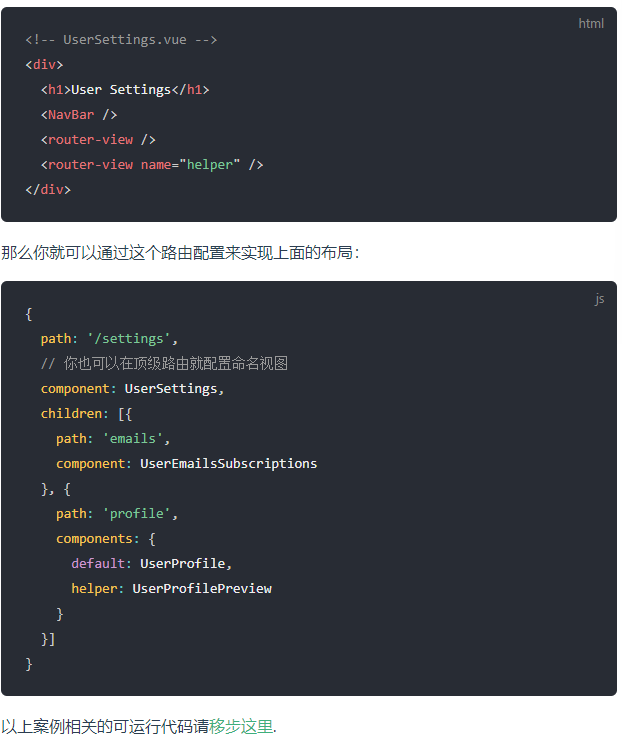 html
<!-- UserSettings.vue -->
<div>
  <h1>User Settings</h1>
  <NavBar />
  <router-view />
  <router-view name="helper" />
</div>
那么你就可以通过这个路由配置来实现上面的布局：
js
{
  path: '/settings',
  // 你也可以在顶级路由就配置命名视图
  component: UserSettings,
  children: [{
    path: 'emails',
    component: UserEmailsSubscriptions
  }, {
    path: 'profile',
    components: {
      default: UserProfile,
      helper: UserProfilePreview
    }
  }]
}
以上案例相关的可运行代码请移步这里.